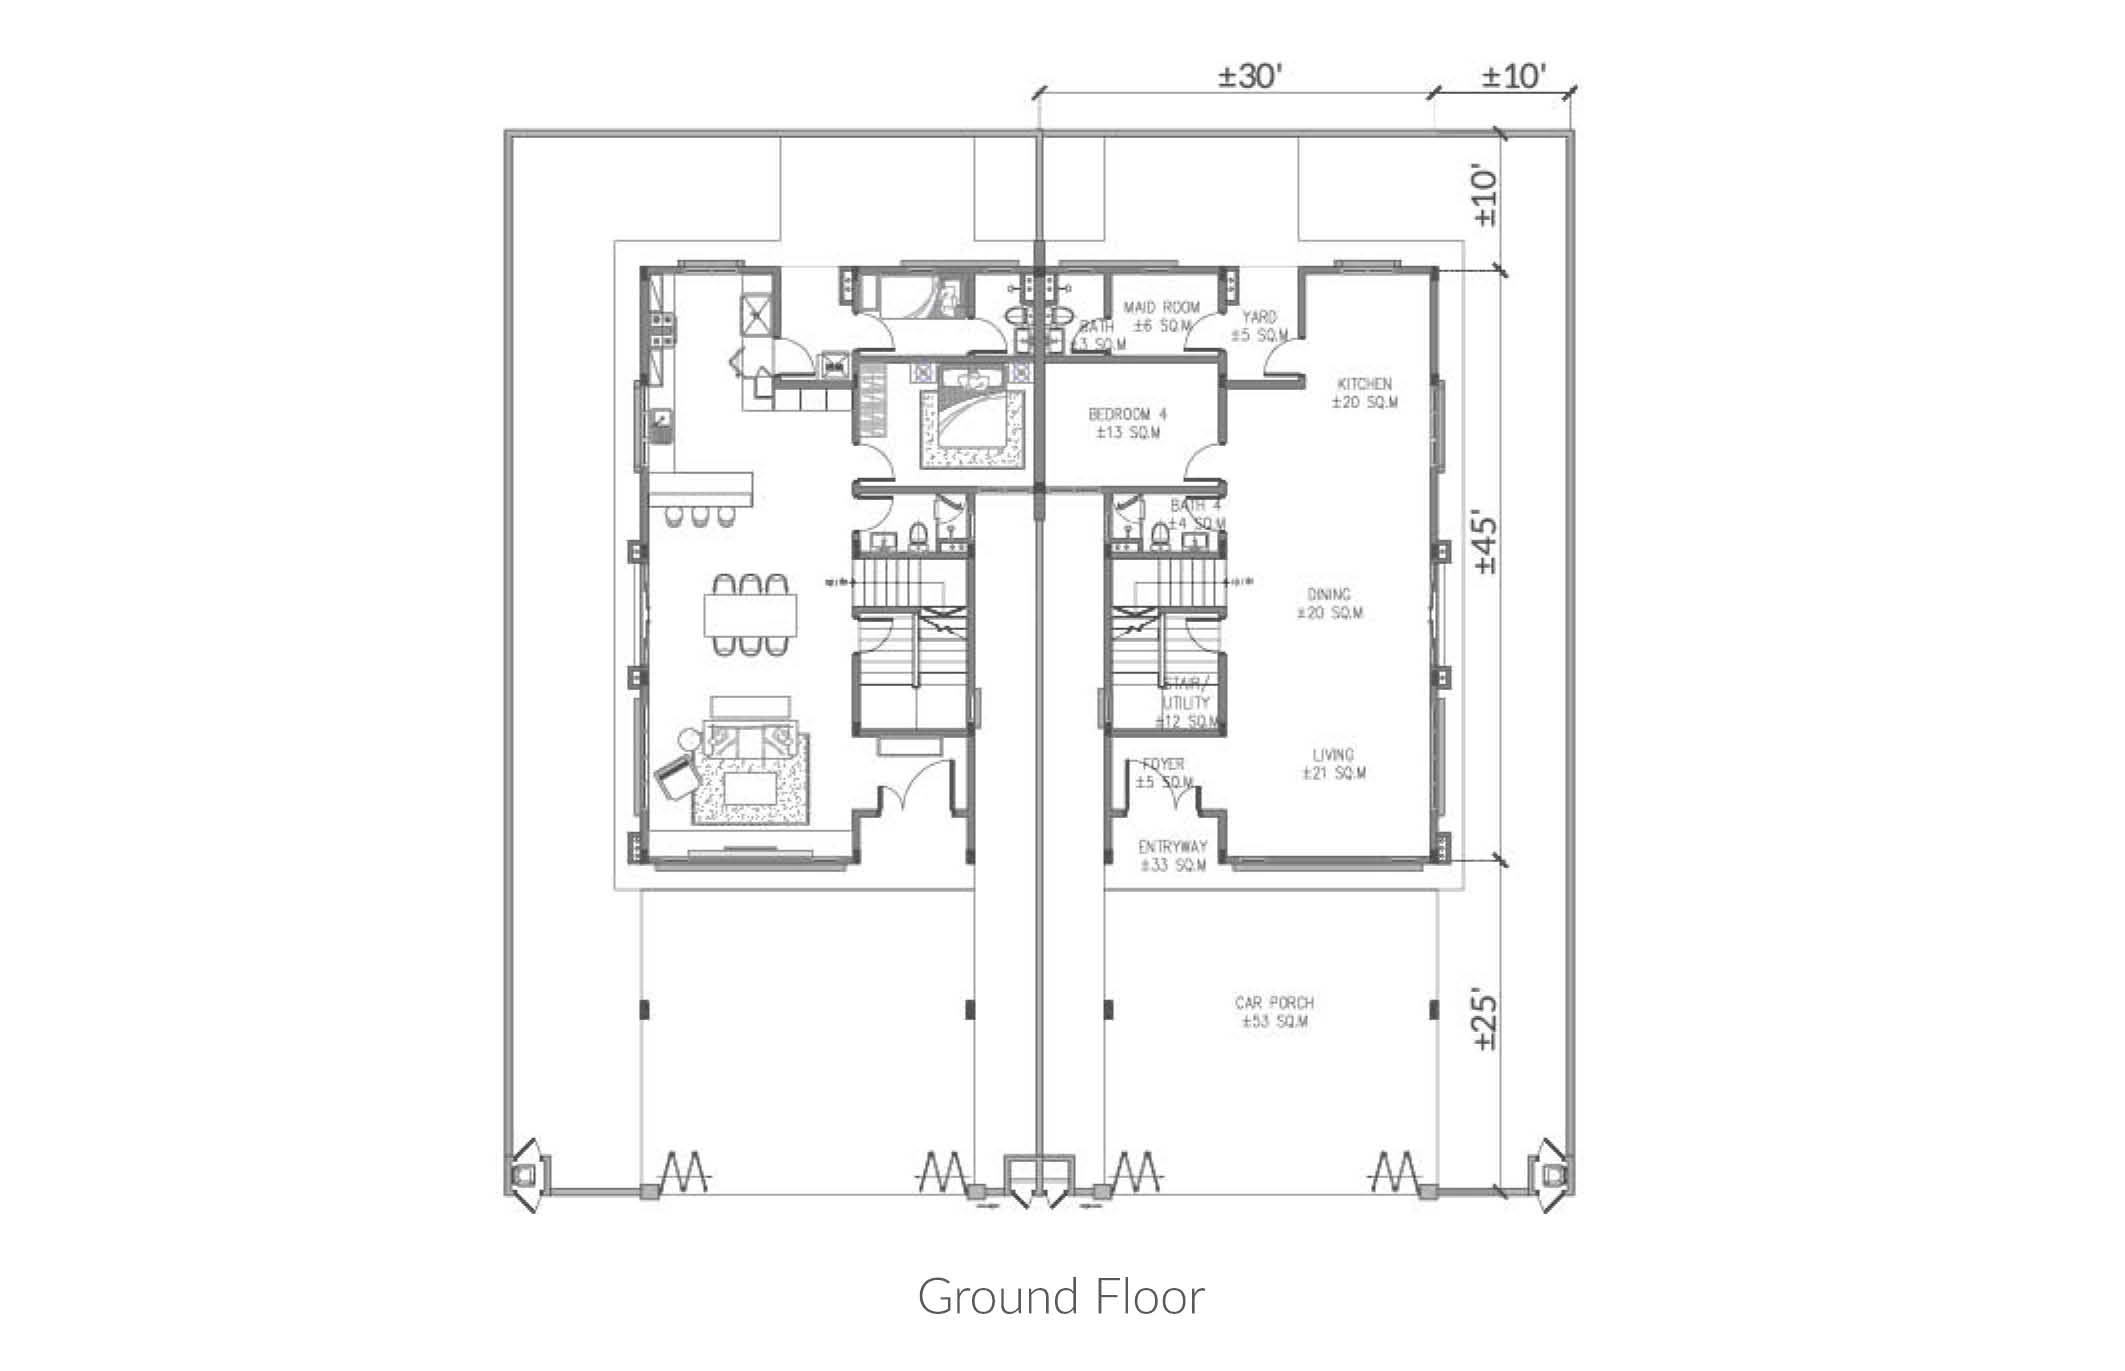 ±30' ±10'
±10'
MAID ROOM
±6 SQ.M
YARD
±5 SQ.M
BATH
±3 SQ.M
KITCHEN
±20 SQ.M
BEDROOM 4
±13 SQ.M
BATH 4
±4 SQ.M
±45'
DINING
±20 SQ.M
STAIR/
UTILITY
±12 SQ.M
LIVING
±21 SQ.M
FOYER
±5 SQ.M
ENTRYWAY
±33 SQ.M
CAR PORCH
±53 SQ.M
±25'
Ground Floor